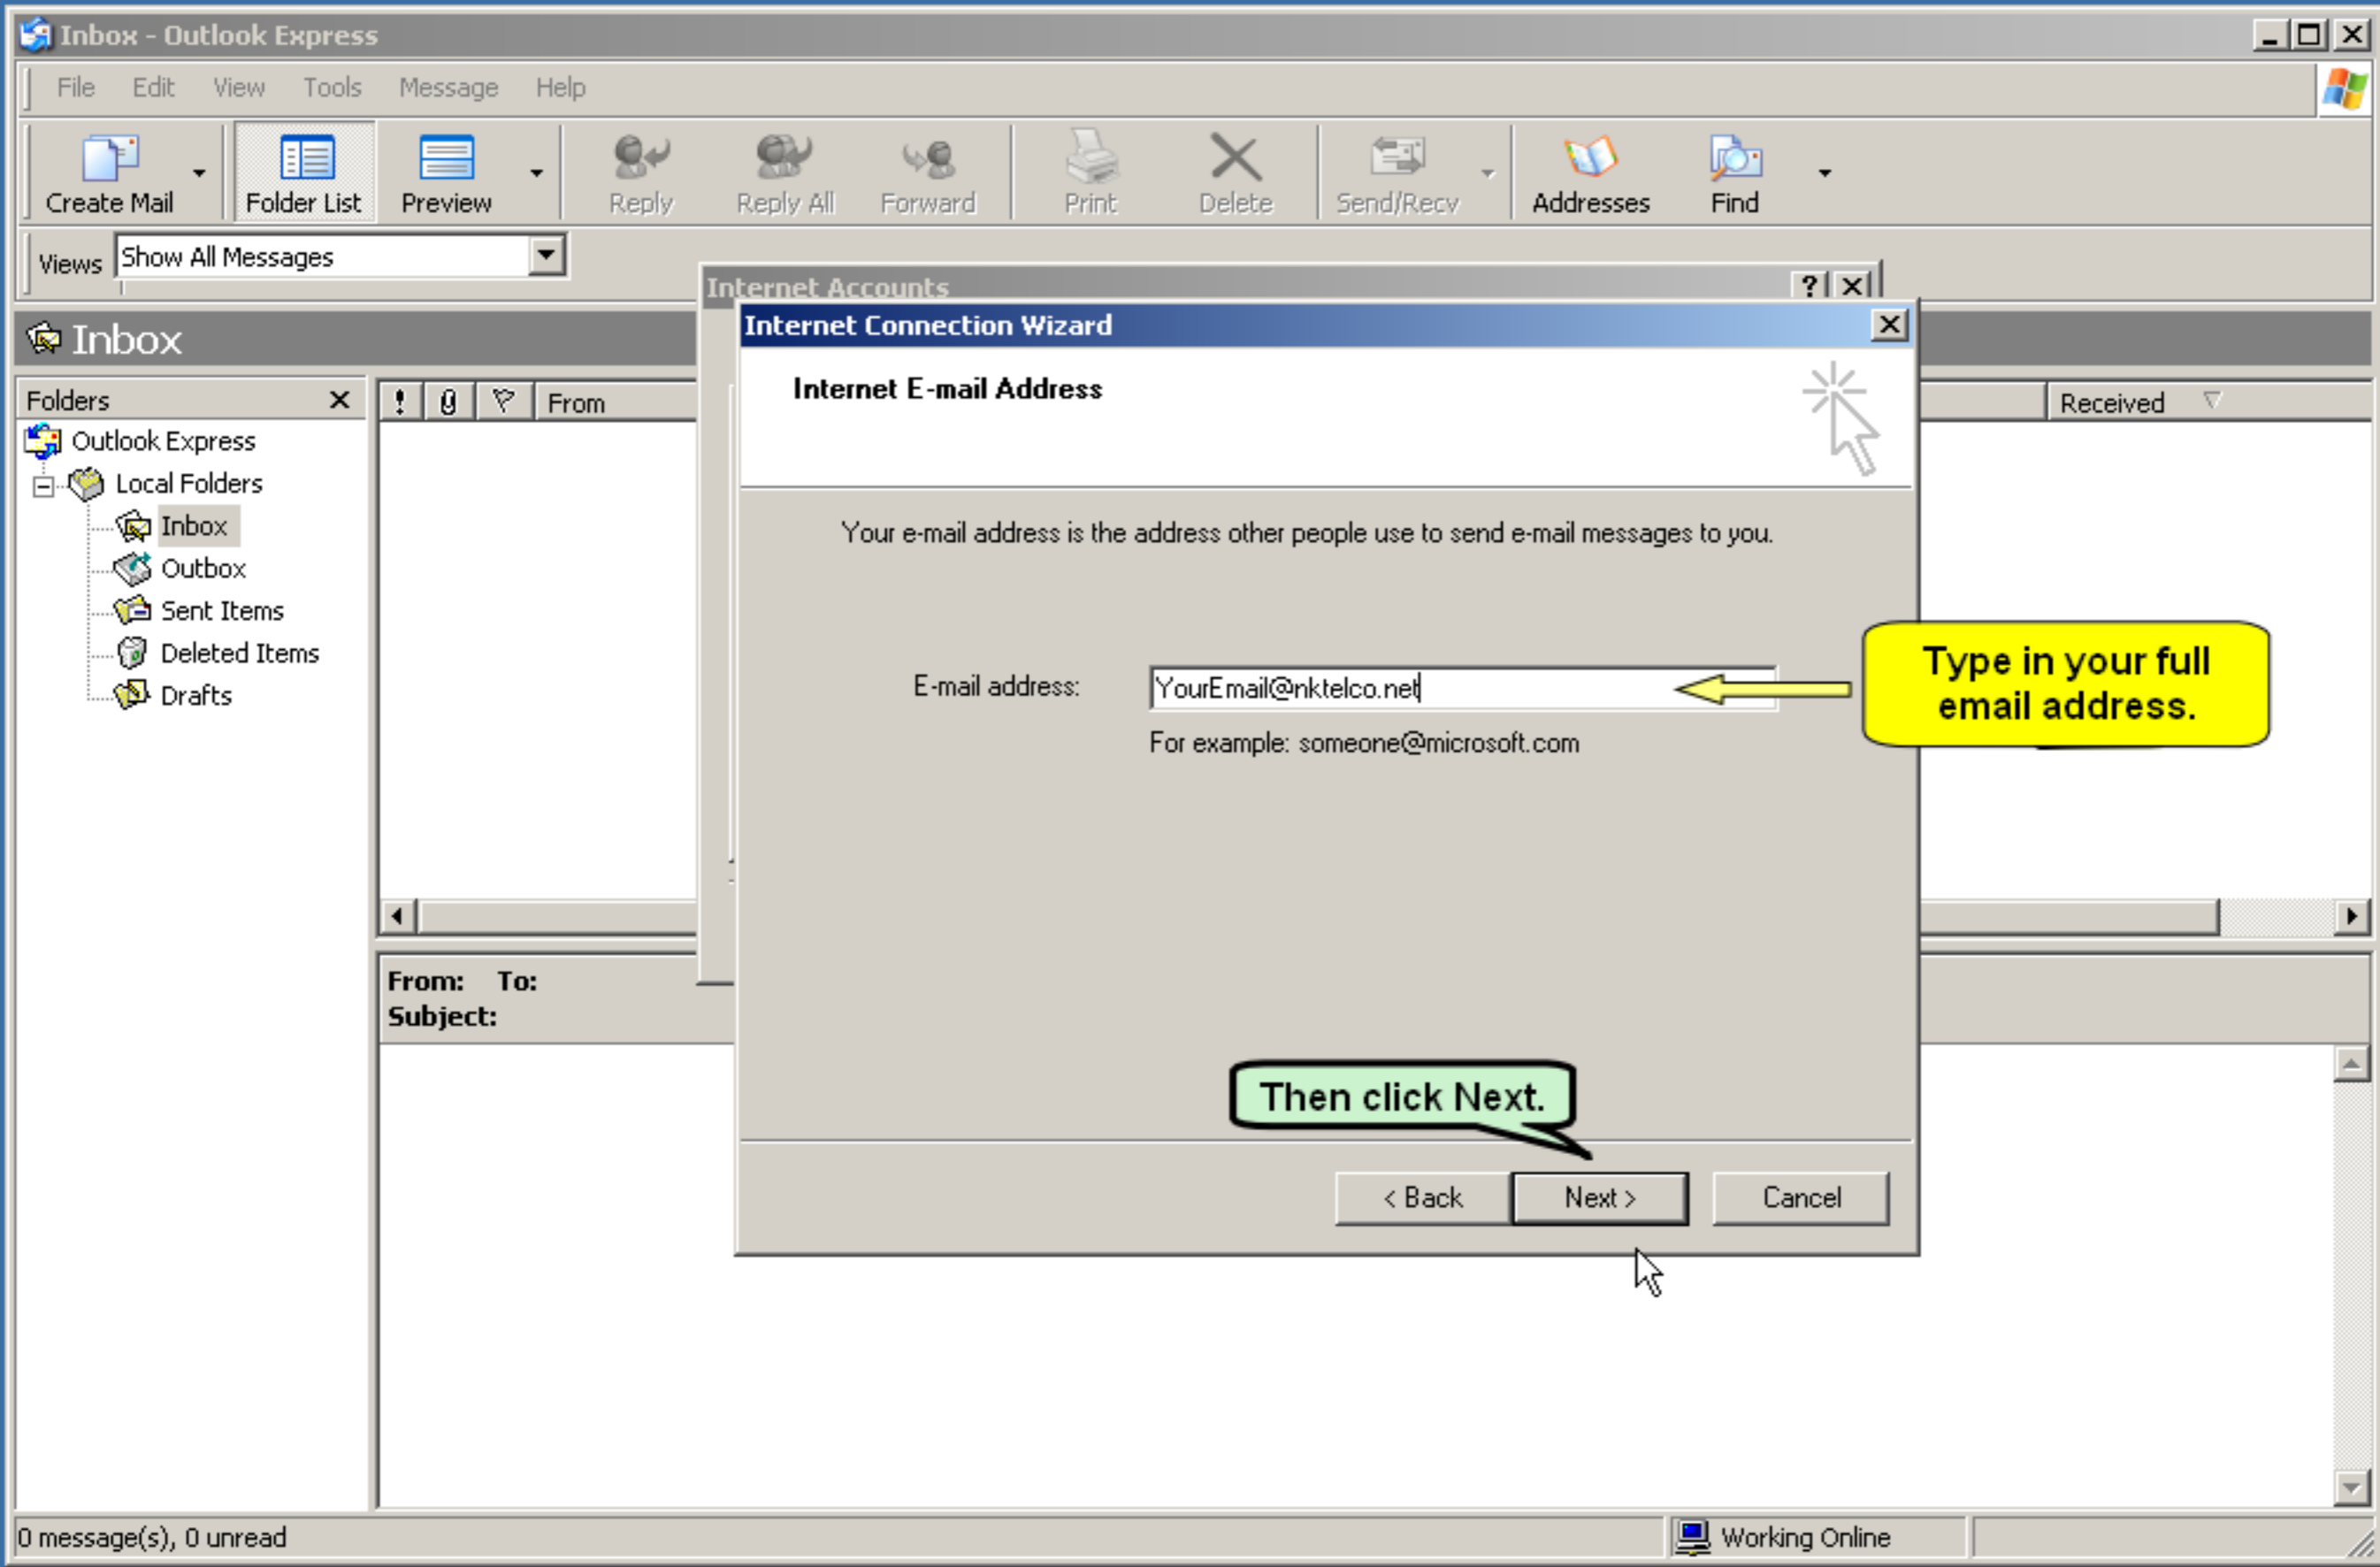 Inbox - Outlook Express
File Edit View Tools Message Help
Create Mail Folder List Preview Reply Reply All Forward Print Delete Send/Recv Addresses Find
Views Show All Messages
Internet Accounts
Internet Connection Wizard
Inbox
Internet E-mail Address
Folders
! From Received
Outlook Express
Local Folders
Inbox
Outbox
Sent Items
Deleted Items
Drafts
Your e-mail address is the address other people use to send e-mail messages to you.
E-mail address: YourEmail@nktelco.net
For example: someone@microsoft.com
Type in your full
email address.
From: To:
Subject:
Then click Next.
< Back Next > Cancel
0 message(s), 0 unread Working Online